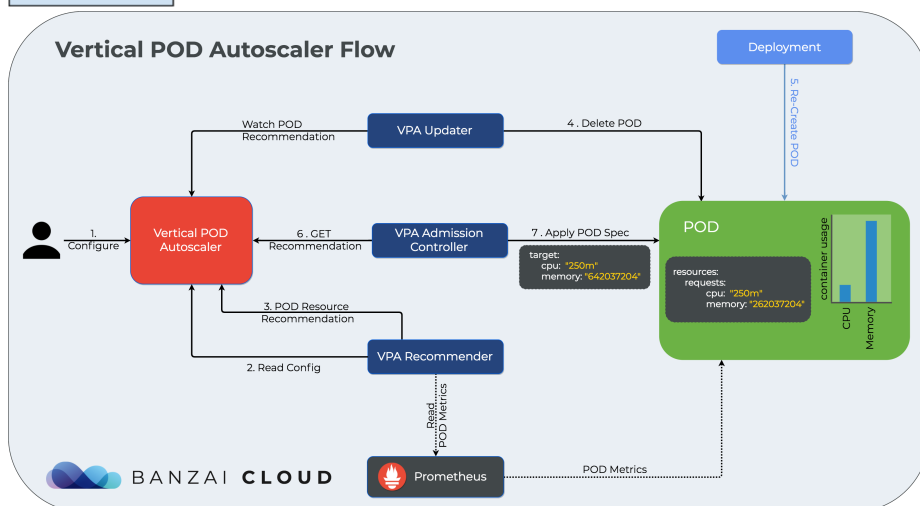 Vertical POD Autoscaler Flow
Deployment
5. Re-Create POD
Watch POD
Recommendation
VPA Updater
4 . Delete POD
1.
Configure
Vertical POD
Autoscaler
6 . GET
Recommendation
VPA Admission
Controller
7. Apply POD Spec
target:
cpu: "250m"
memory: "642037204"
POD
resources:
requests:
cpu: "250m"
memory: "262037204"
container usage
CPU
Memory
3. POD Resource
Recommendation
2. Read Config
VPA Recommender
Read
POD Metrics
Prometheus
POD Metrics
BANZAI CLOUD